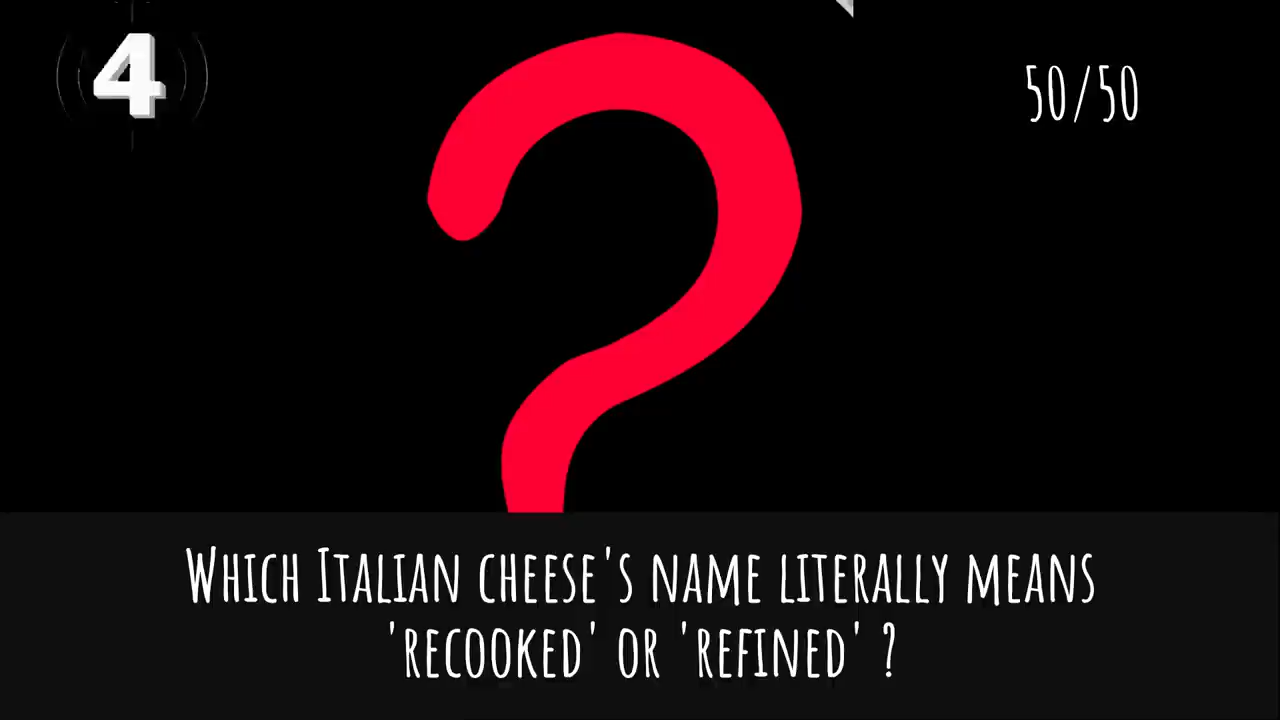 4
50/50
Which Italian cheese's name literally means
'recooked' or 'refined' ?